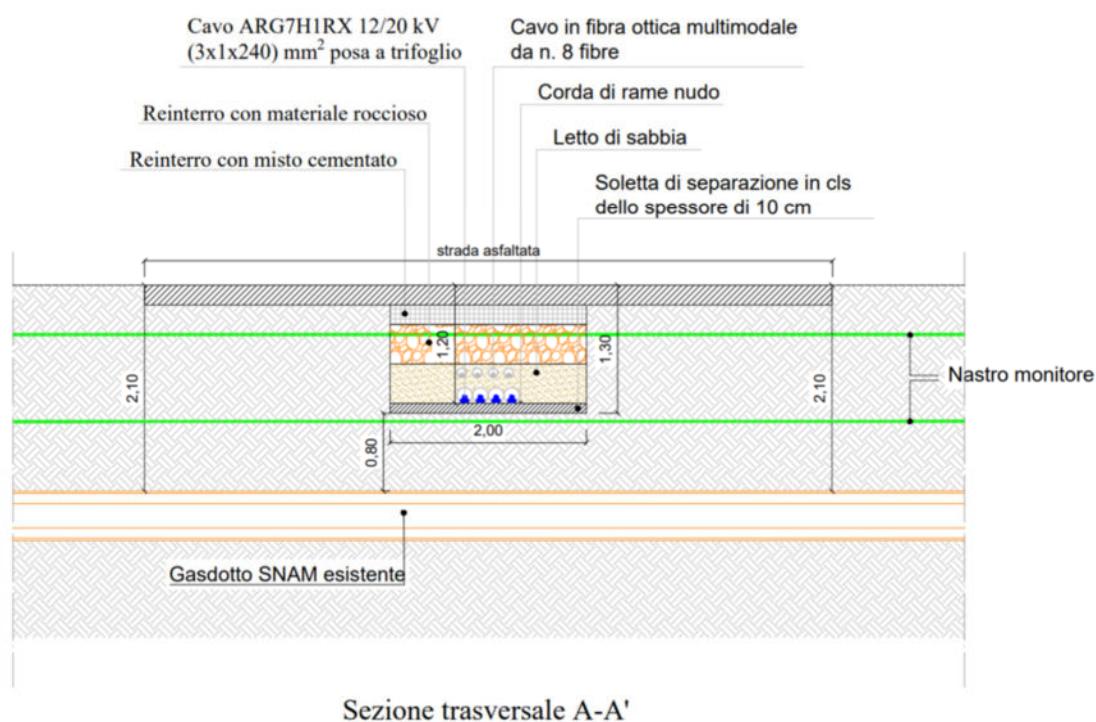 Cavo ARG7H1RX 12/20 kV
(3x1x240) mm² posa a trifoglio
Cavo in fibra ottica multimodale
da n. 8 fibre
Corda di rame nudo
Reinterro con materiale roccioso
Letto di sabbia
Reinterro con misto cementato
Soletta di separazione in cls
dello spessore di 10 cm
strada asfaltata
1,20
1,30
2,10
2,10
Nastro monitore
2,00
0,80
Gasdotto SNAM esistente
Sezione trasversale A-A'